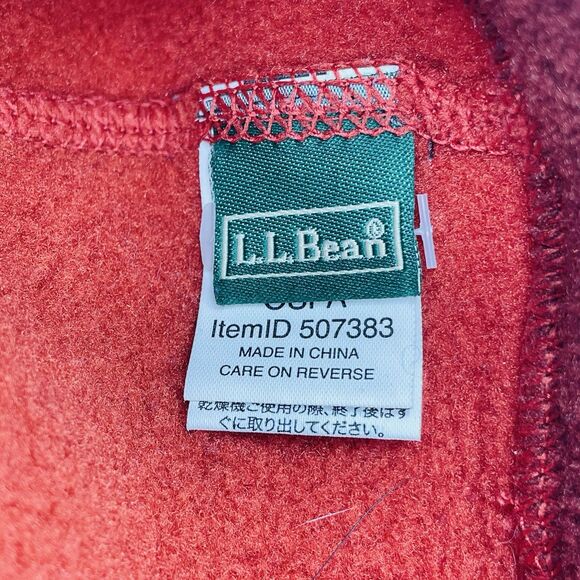 L.L.Bean®
ItemID 507383
MADE IN CHINA
CARE ON REVERSE
乾燥機ご使用の際、終了後はす
ぐに取り出してください。